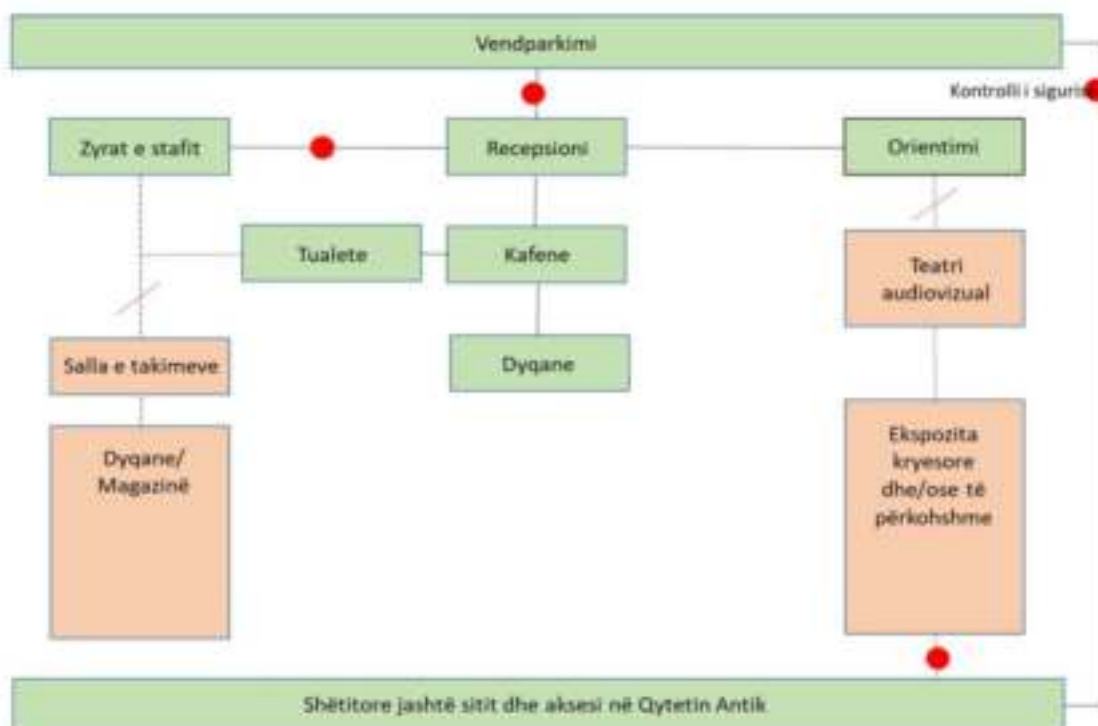 Vendparkimi
Kontrolli i sigurisë
Zyrat e stafit
Recepsioni
Orientimi
Tualete
Kafene
Teatri
audiovizual
Salla e takimeve
Dyqane
Dyqane/
Magazinë
Ekspozita
kryesore
dhe/ose të
përkohshme
Shëtitore jashtë sitit dhe aksesi në Qytetin Antik